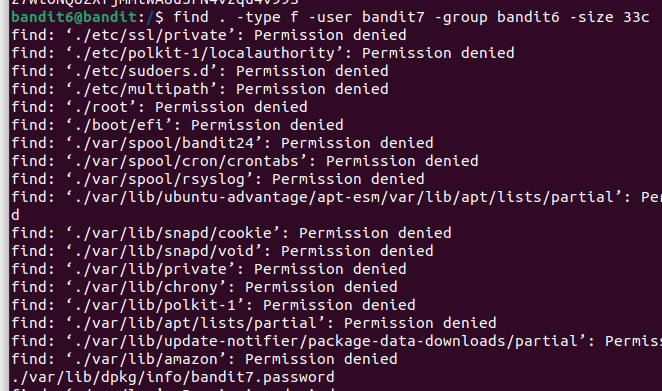 bandit6@bandit:/$ find . -type f -user bandit7 -group bandit6 -size 33c
find: ‘./etc/ssl/private’: Permission denied
find: ‘./etc/polkit-1/localauthority’: Permission denied
find: ‘./etc/sudoers.d’: Permission denied
find: ‘./etc/multipath’: Permission denied
find: ‘./root’: Permission denied
find: ‘./boot/efi’: Permission denied
find: ‘./var/spool/bandit24’: Permission denied
find: ‘./var/spool/cron/crontabs’: Permission denied
find: ‘./var/spool/rsyslog’: Permission denied
find: ‘./var/lib/ubuntu-advantage/apt-esm/var/lib/apt/lists/partial’: Pe
d
find: ‘./var/lib/snapd/cookie’: Permission denied
find: ‘./var/lib/snapd/void’: Permission denied
find: ‘./var/lib/private’: Permission denied
find: ‘./var/lib/chrony’: Permission denied
find: ‘./var/lib/polkit-1’: Permission denied
find: ‘./var/lib/apt/lists/partial’: Permission denied
find: ‘./var/lib/update-notifier/package-data-downloads/partial’: Permis
find: ‘./var/lib/amazon’: Permission denied
./var/lib/dpkg/info/bandit7.password